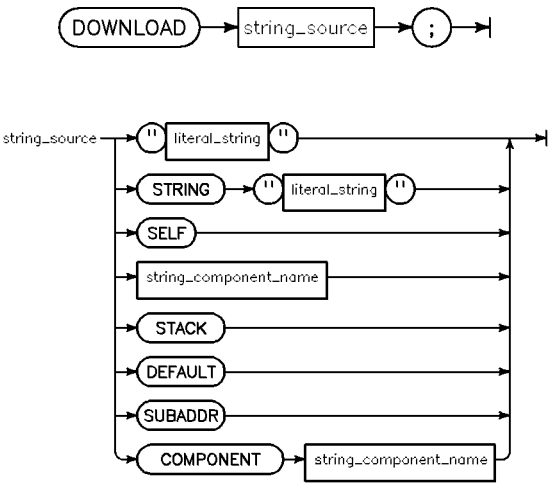 DOWNLOAD string_source ;
string_source " literal_string "
STRING " literal_string "
SELF
string_component_name
STACK
DEFAULT
SUBADDR
COMPONENT string_component_name